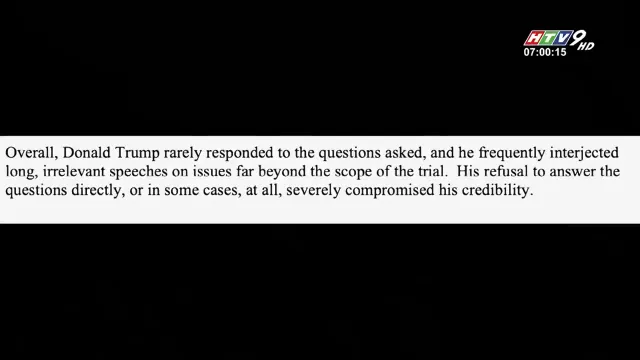 HTV9 HD
07:00:15
Overall, Donald Trump rarely responded to the questions asked, and he frequently interjected
long, irrelevant speeches on issues far beyond the scope of the trial.  His refusal to answer the
questions directly, or in some cases, at all, severely compromised his credibility.